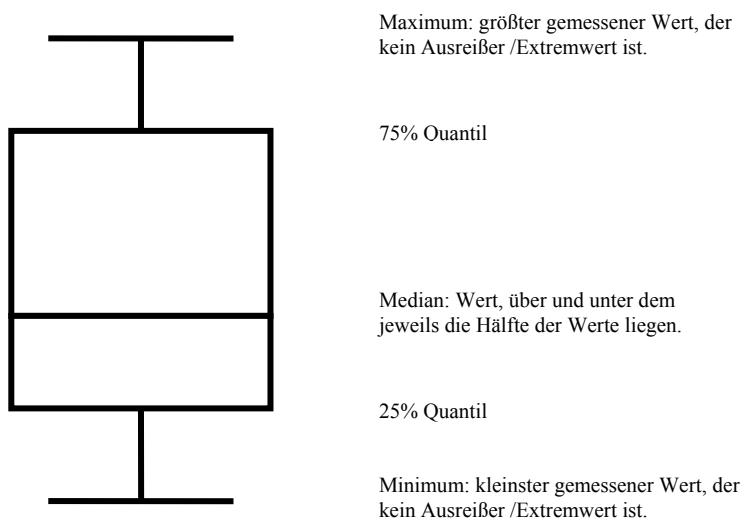 Maximum: größter gemessener Wert, der
kein Ausreißer /Extremwert ist.
75% Quantil
Median: Wert, über und unter dem
jeweils die Hälfte der Werte liegen.
25% Quantil
Minimum: kleinster gemessener Wert, der
kein Ausreißer /Extremwert ist.